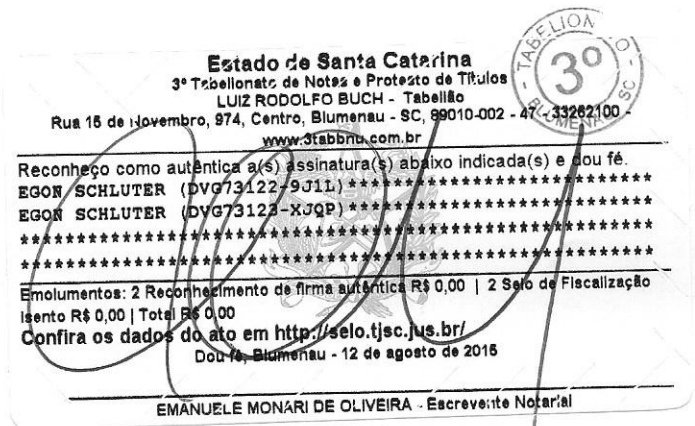 Estado de Santa Catarina
3º Tabelionato de Notas e Protesto de Títulos
LUIZ RODOLFO BUCH - Tabelião
Rua 15 de Novembro, 974, Centro, Blumenau - SC, 89010-002 - 47 - 33262100 -
www.3tabbnu.com.br
TABELIONATO - BLUMENAU - SC
3º
Reconheço como autêntica a(s) assinatura(s) abaixo indicada(s) e dou fé.
EGON SCHLUTER (DVG73122-9J1L)********************************
EGON SCHLUTER (DVG73123-XJQP)********************************
************************************************************
************************************************************
Emolumentos: 2 Reconhecimento de firma autêntica R$ 0,00 | 2 Selo de Fiscalização
Isento R$ 0,00 | Total R$ 0,00
Confira os dados do ato em http://selo.tjsc.jus.br/
Dou fé, Blumenau - 12 de agosto de 2015
EMANUELE MONARI DE OLIVEIRA - Escrevente Notarial